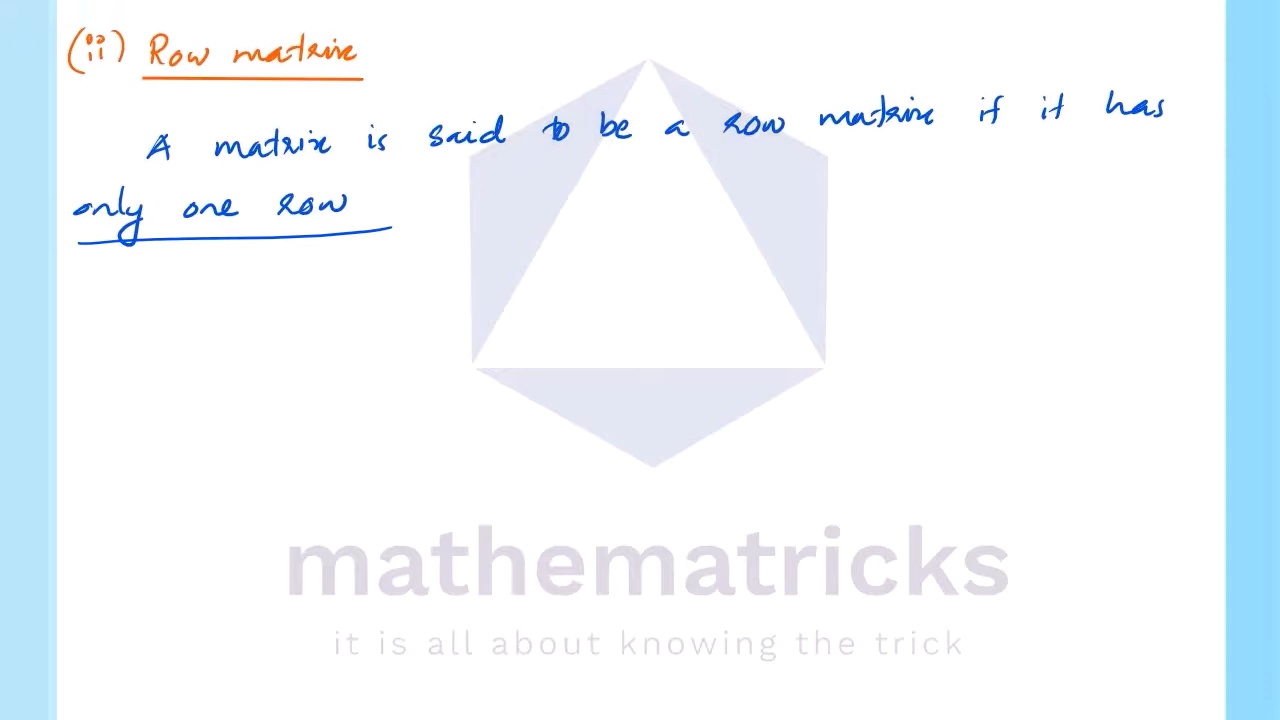 (ii) Row matrix
A matrix is said to be a row matrix if it has
only one row
mathematricks
it is all about knowing the trick